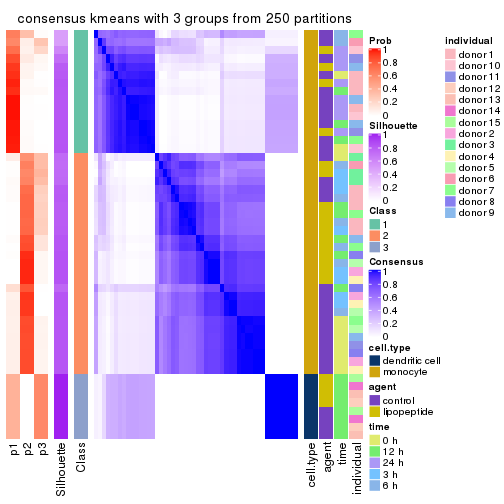 consensus kmeans with 3 groups from 250 partitions
Prob
1
0.8
0.6
0.4
0.2
0
Silhouette
1
0.8
0.6
0.4
0.2
0
Class
1
2
3
Consensus
1
0.8
0.6
0.4
0.2
0
cell.type
dendritic cell
monocyte
agent
control
lipopeptide
time
0 h
12 h
24 h
3 h
6 h
individual
donor 1
donor 10
donor 11
donor 12
donor 13
donor 14
donor 15
donor 2
donor 3
donor 4
donor 5
donor 6
donor 7
donor 8
donor 9
p1
p2
p3
Silhouette
Class
cell.type
agent
time
individual